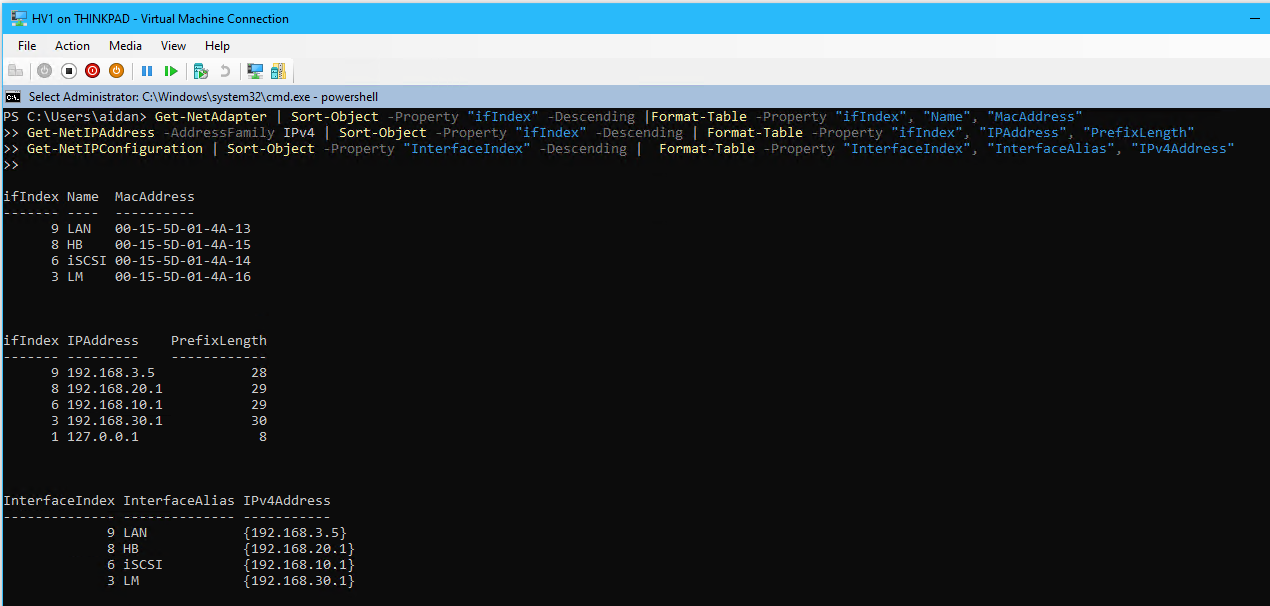 HV1 on THINKPAD - Virtual Machine Connection
File Action Media View Help
Select Administrator: C:\Windows\system32\cmd.exe - powershell
PS C:\Users\aidan> Get-NetAdapter | Sort-Object -Property "ifIndex" -Descending |Format-Table -Property "ifIndex", "Name", "MacAddress"
>> Get-NetIPAddress -AddressFamily IPv4 | Sort-Object -Property "ifIndex" -Descending | Format-Table -Property "ifIndex", "IPAddress", "PrefixLength"
>> Get-NetIPConfiguration | Sort-Object -Property "InterfaceIndex" -Descending |  Format-Table -Property "InterfaceIndex", "InterfaceAlias", "IPv4Address"
>>
ifIndex Name  MacAddress
------- ----  ----------
      9 LAN   00-15-5D-01-4A-13
      8 HB    00-15-5D-01-4A-15
      6 iSCSI 00-15-5D-01-4A-14
      3 LM    00-15-5D-01-4A-16
ifIndex IPAddress    PrefixLength
------- ---------    ------------
      9 192.168.3.5            28
      8 192.168.20.1           29
      6 192.168.10.1           29
      3 192.168.30.1           30
      1 127.0.0.1               8
InterfaceIndex InterfaceAlias IPv4Address
-------------- -------------- -----------
             9 LAN            {192.168.3.5}
             8 HB             {192.168.20.1}
             6 iSCSI          {192.168.10.1}
             3 LM             {192.168.30.1}